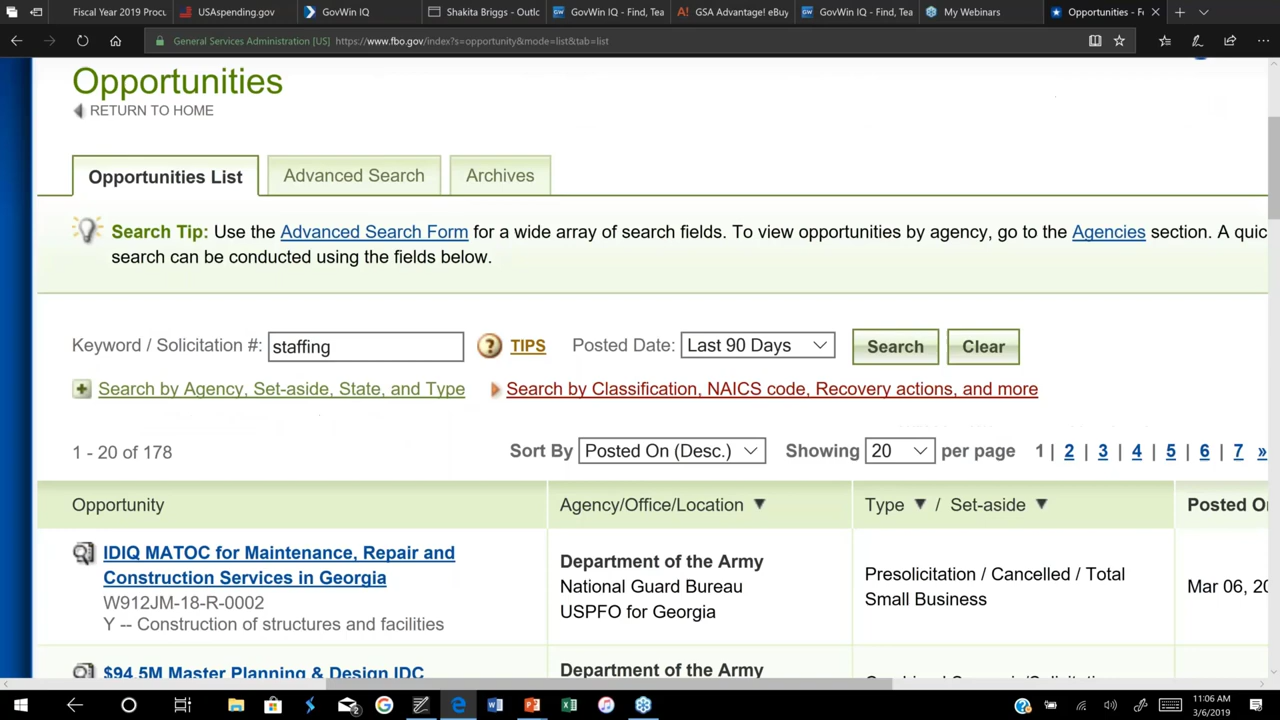 Fiscal Year 2019 Procu
USAspending.gov
GovWin IQ
Shakita Briggs - Outlo
GovWin IQ - Find, Tea
GSA Advantage! eBuy
GovWin IQ - Find, Tea
My Webinars
Opportunities - Fe
General Services Administration [US] https://www.fbo.gov/index?s=opportunity&mode=list&tab=list
Opportunities
RETURN TO HOME
Opportunities List
Advanced Search
Archives
Search Tip: Use the Advanced Search Form for a wide array of search fields. To view opportunities by agency, go to the Agencies section. A quic
search can be conducted using the fields below.
Keyword / Solicitation #: staffing ? TIPS Posted Date: Last 90 Days Search Clear
Search by Agency, Set-aside, State, and Type Search by Classification, NAICS code, Recovery actions, and more
1 - 20 of 178 Sort By Posted On (Desc.) Showing 20 per page 1 | 2 | 3 | 4 | 5 | 6 | 7 | »
Opportunity Agency/Office/Location ▼ Type ▼ / Set-aside ▼ Posted O
IDIQ MATOC for Maintenance, Repair and
Construction Services in Georgia
W912JM-18-R-0002
Y -- Construction of structures and facilities
Department of the Army
National Guard Bureau
USPFO for Georgia
Presolicitation / Cancelled / Total
Small Business
Mar 06, 20
$94.5M Master Planning & Design IDC
Department of the Army
11:06 AM
3/6/2019